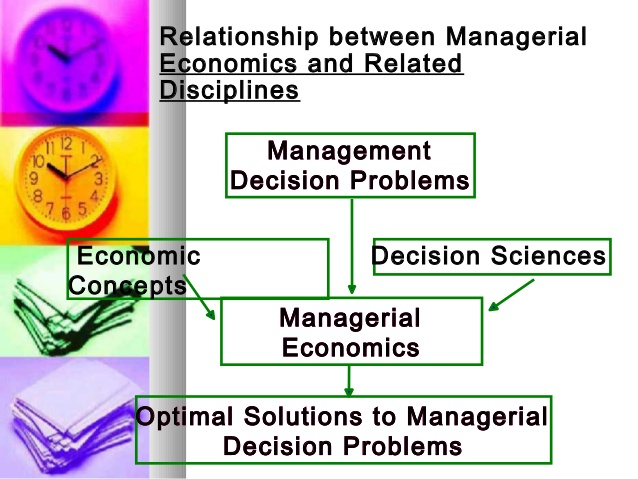 Relationship between Managerial
Economics and Related
Disciplines
Management
Decision Problems
Economic
Concepts
Decision Sciences
Managerial
Economics
Optimal Solutions to Managerial
Decision Problems